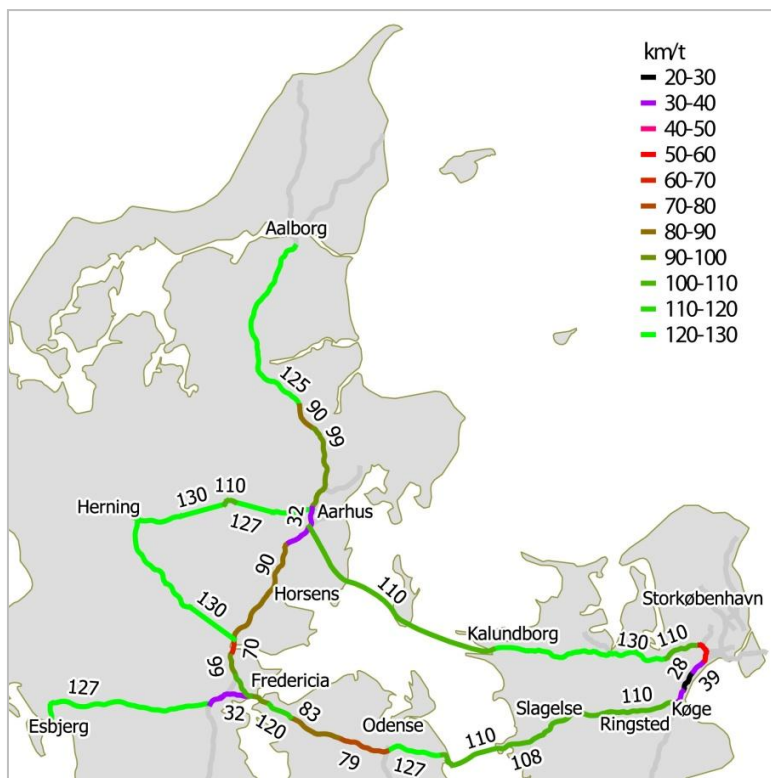 km/t
20-30
30-40
40-50
50-60
60-70
70-80
80-90
90-100
100-110
110-120
120-130
Aalborg
125
90
99
110
130
Herning
127
32
Aarhus
90
Horsens
110
Storkøbenhavn
130
70
Kalundborg
130
110
99
28
39
Fredericia
127
32
120
83
Odense
Slagelse
110
Ringsted
Køge
Esbjerg
79
127
110
108